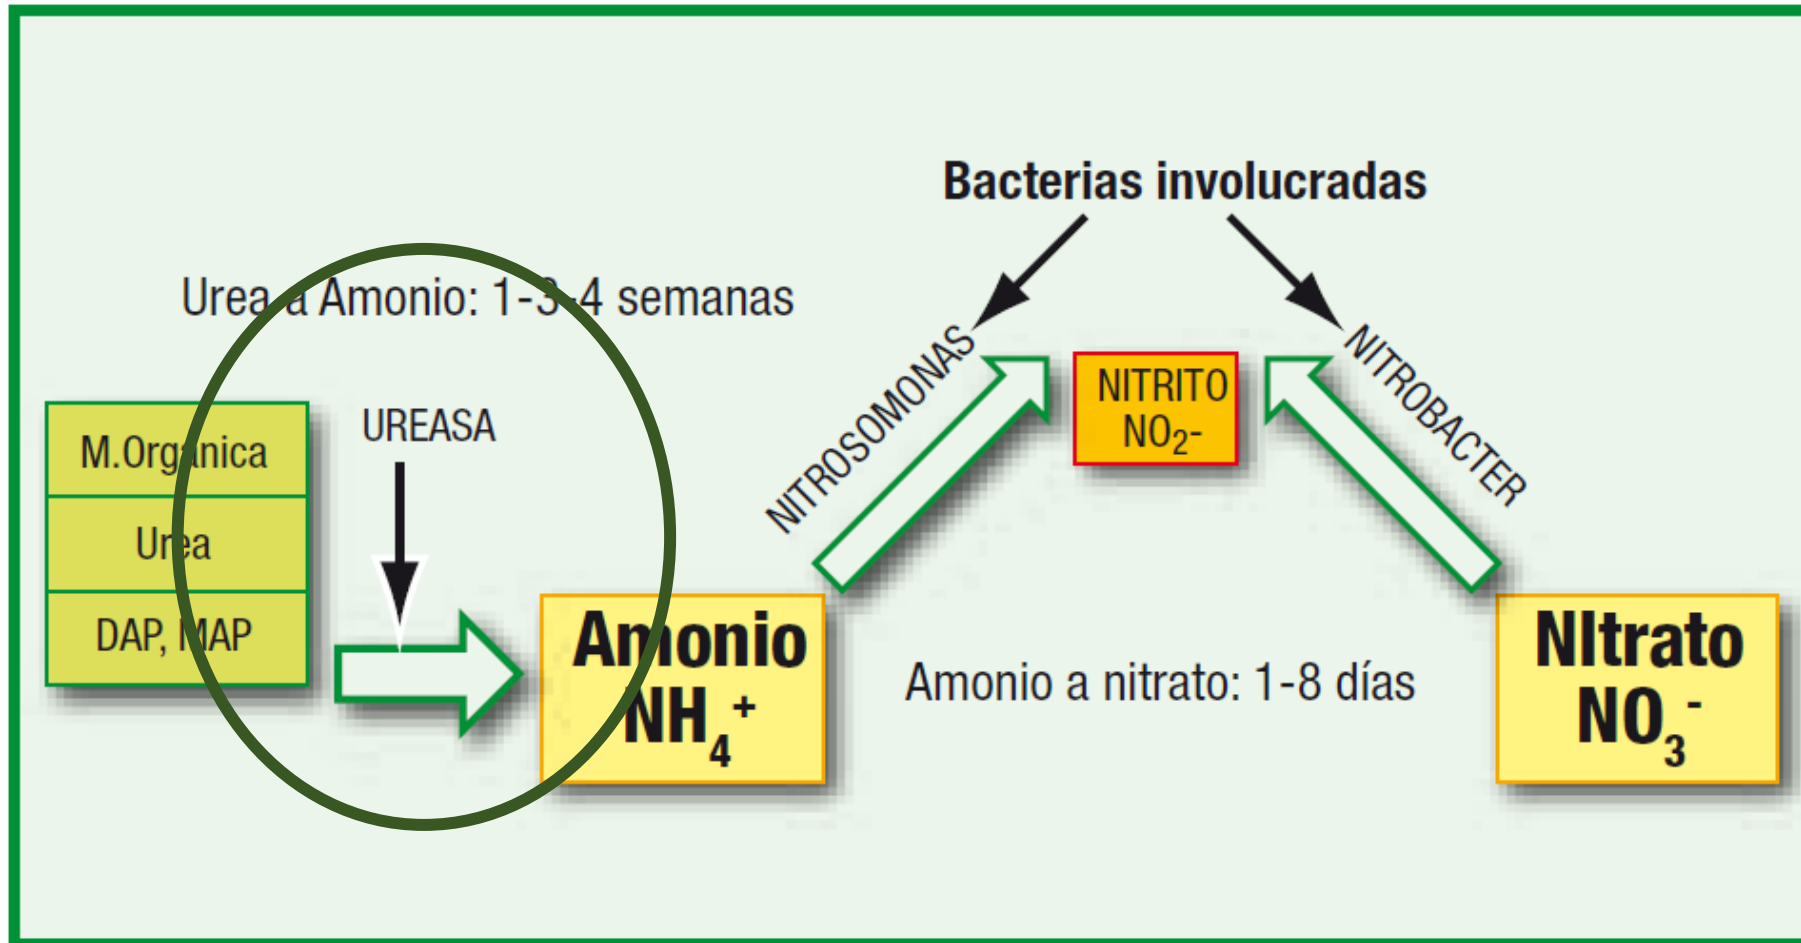 Bacterias involucradas
Urea a Amonio: 1-3-4 semanas
NITROSOMONAS
NITROBACTER
NITRITO
NO₂-
UREASA
M.Orgánica
Urea
DAP, MAP
Amonio
NH₄⁺
Amonio a nitrato: 1-8 días
NItrato
NO₃⁻